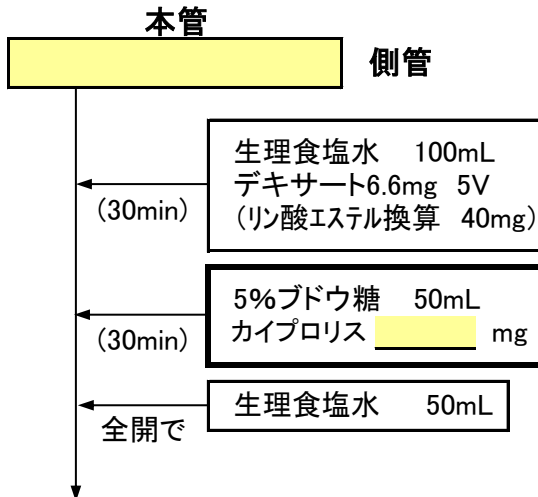 本管
側管
生理食塩水 100mL
デキサート6.6mg 5V
(リン酸エステル換算 40mg)
(30min)
5%ブドウ糖 50mL
カイプロリス mg
(30min)
生理食塩水 50mL
全開で